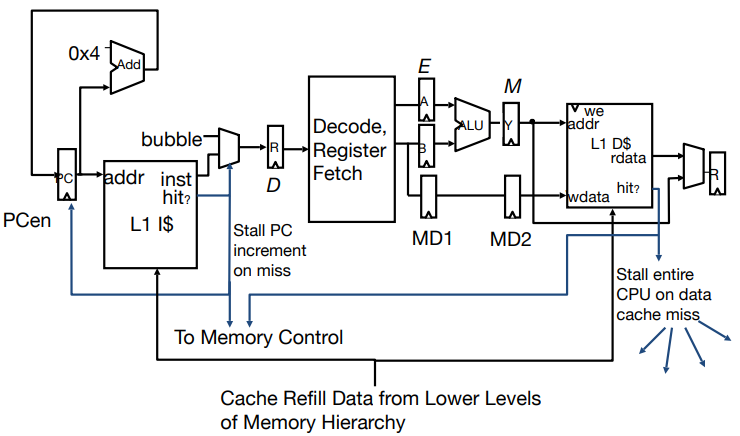 0x4
Add
E
M
bubble
PC
addr inst
hit?
L1 I$
PCen
R
D
Decode,
Register
Fetch
A
B
ALU
Y
MD1
MD2
we
addr
L1 D$
rdata
hit?
wdata
R
Stall PC
increment
on miss
Stall entire
CPU on data
cache miss
To Memory Control
Cache Refill Data from Lower Levels
of Memory Hierarchy